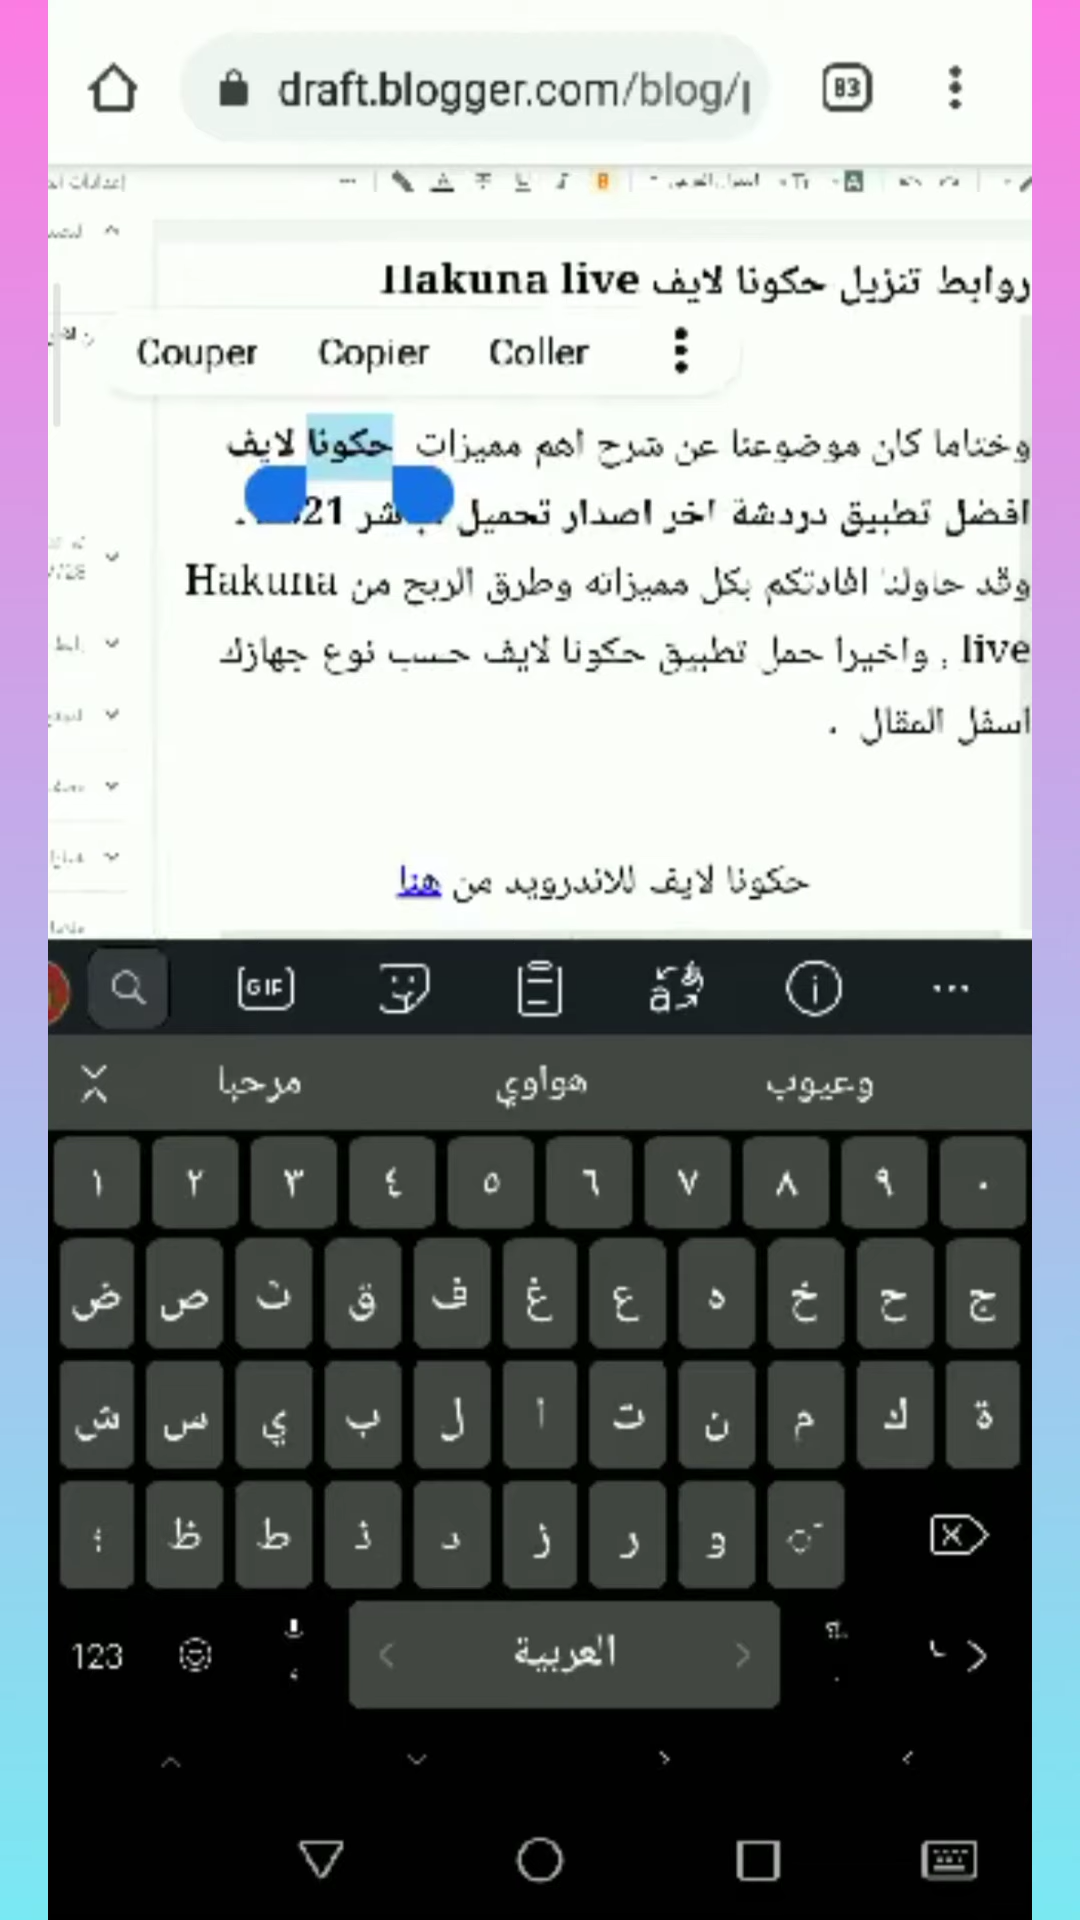 draft.blogger.com/blog/
83
روابط تنزيل حكونا لايف Hakuna live
Couper Copier Coller
وختاما كان موضوعنا عن شرح اهم مميزات حكونا لايف
افضل تطبيق دردشة اخر اصدار تحميل
وقد حاولنا افادتكم بكل مميزاته وطرق الربح من Hakuna
live , واخيرا حمل تطبيق حكونا لايف حسب نوع جهازك
اسفل المقال .
حكونا لايف للاندرويد من هنا
GIF
مرحبا هواوي وعيوب
١ ٢ ٣ ٤ ٥ ٦ ٧ ٨ ٩ ٠
ض ص ث ق ف غ ع ه خ ح ج
ش س ي ب ل ا ت ن م ك ة
ظ ط ذ د ز ر و
123 العربية